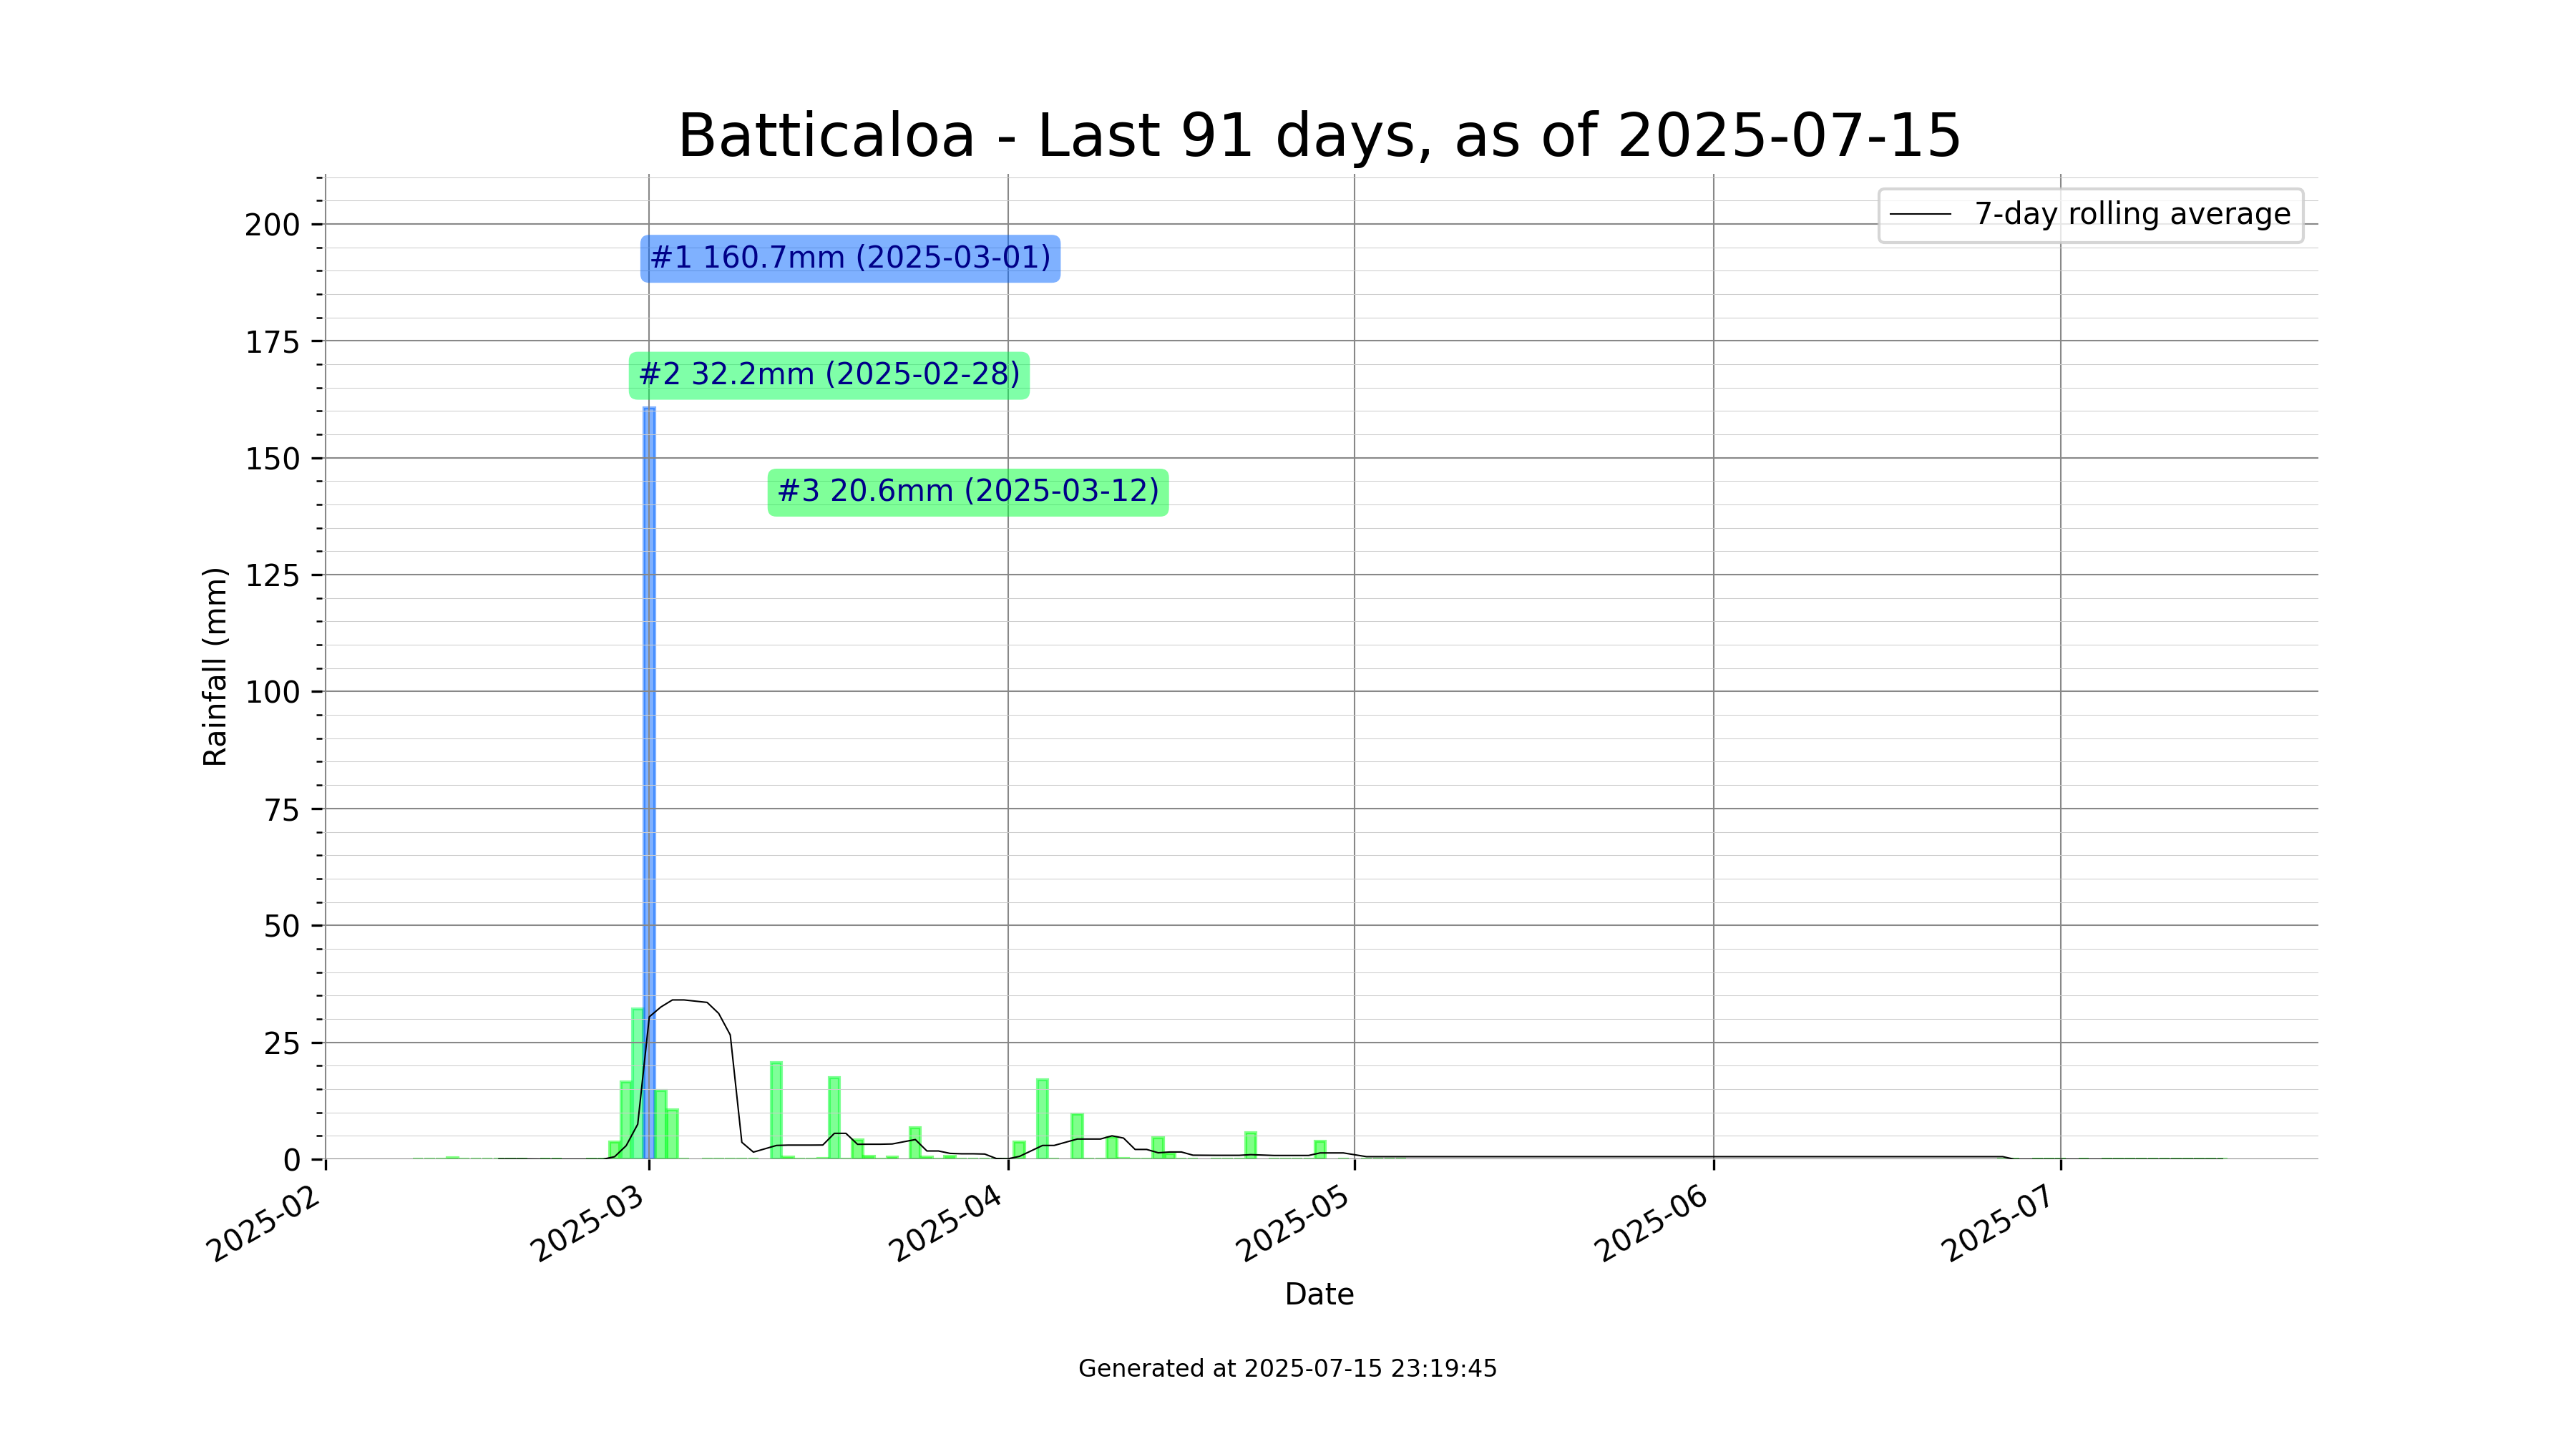 Batticaloa - Last 91 days, as of 2025-07-15
7-day rolling average
#1 160.7mm (2025-03-01)
#2 32.2mm (2025-02-28)
#3 20.6mm (2025-03-12)
Rainfall (mm)
200
175
150
125
100
75
50
25
0
2025-02
2025-03
2025-04
2025-05
2025-06
2025-07
Date
Generated at 2025-07-15 23:19:45